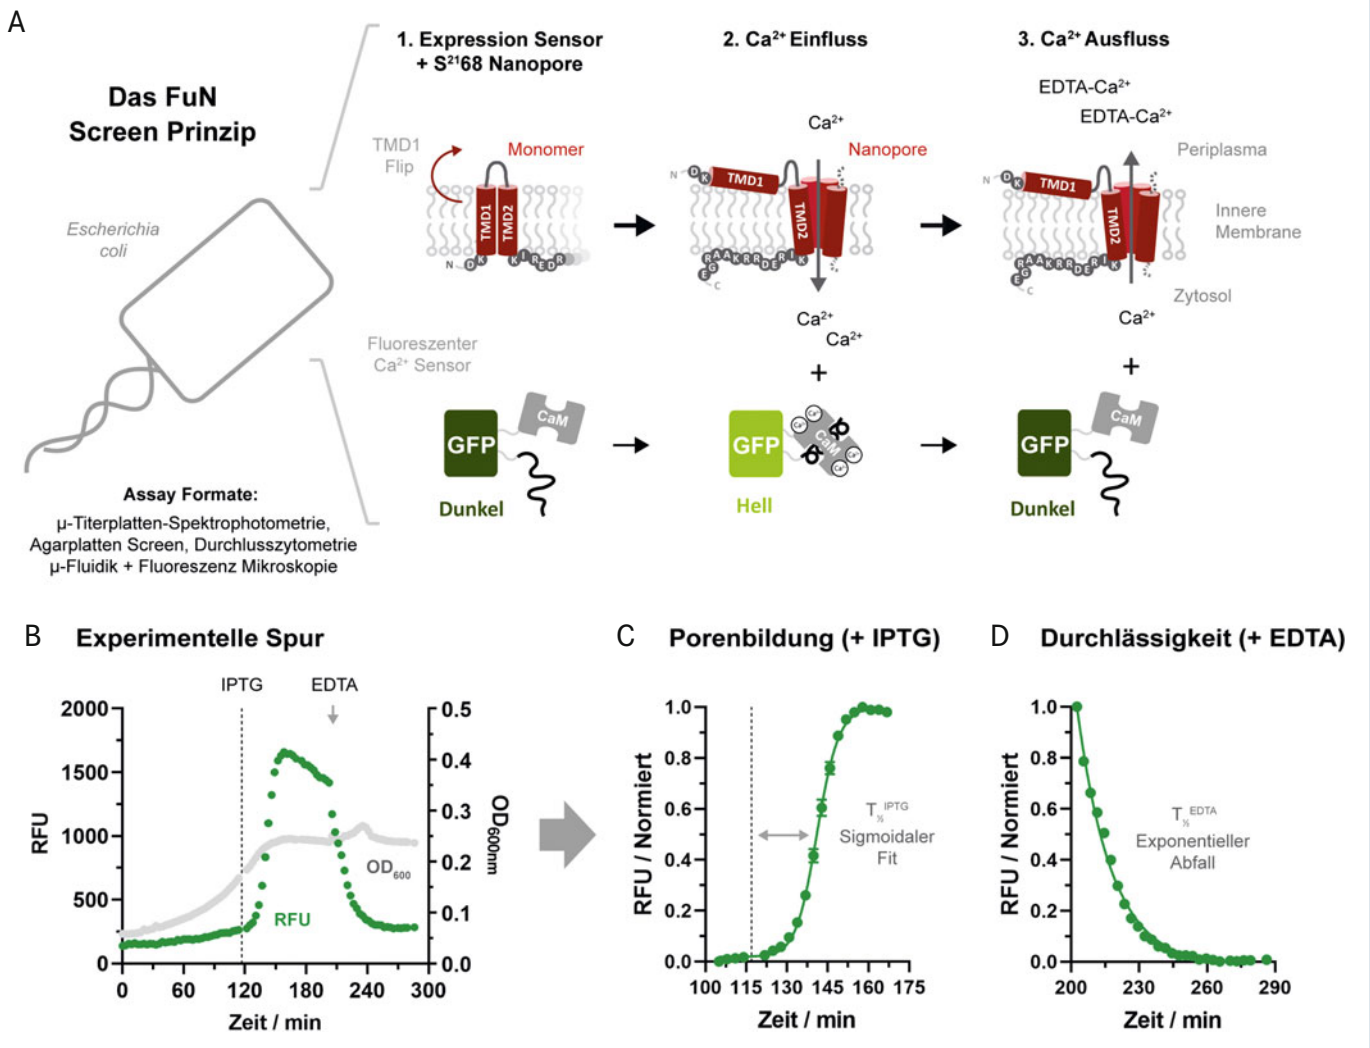 A
Das FuN
Screen Prinzip
Escherichia
coli
Assay Formate:
µ-Titerplatten-Spektrophotometrie,
Agarplatten Screen, Durchlusszytometrie
µ-Fluidik + Fluoreszenz Mikroskopie
1. Expression Sensor
+ S²¹68 Nanopore
TMD1
Flip
Monomer
TMD1
TMD2
N
D
K
K
I
R
E
D
R
Fluoreszenter
Ca²⁺ Sensor
GFP
CaM
Dunkel
2. Ca²⁺ Einfluss
Ca²⁺
Nanopore
N
D
K
TMD1
TMD2
E
G
R
A
A
K
R
R
D
E
R
I
K
C
Ca²⁺
Ca²⁺
+
GFP
CaM
Ca²⁺
Ca²⁺
Ca²⁺
Ca²⁺
Hell
3. Ca²⁺ Ausfluss
EDTA-Ca²⁺
EDTA-Ca²⁺
Periplasma
N
D
K
TMD1
TMD2
Innere
Membrane
E
G
R
A
A
K
R
R
D
E
R
I
K
C
Zytosol
Ca²⁺
+
GFP
CaM
Dunkel
B
Experimentelle Spur
IPTG
EDTA
2000
1500
1000
500
0
RFU
0.5
0.4
0.3
0.2
0.1
0.0
OD600nm
OD600
RFU
0 60 120 180 240 300
Zeit / min
C
Porenbildung (+ IPTG)
1.0
0.8
0.6
0.4
0.2
0.0
RFU / Normiert
T½ IPTG
Sigmoidaler
Fit
100 115 130 145 160 175
Zeit / min
D
Durchlässigkeit (+ EDTA)
1.0
0.8
0.6
0.4
0.2
0.0
RFU / Normiert
T½ EDTA
Exponentieller
Abfall
200 230 260 290
Zeit / min